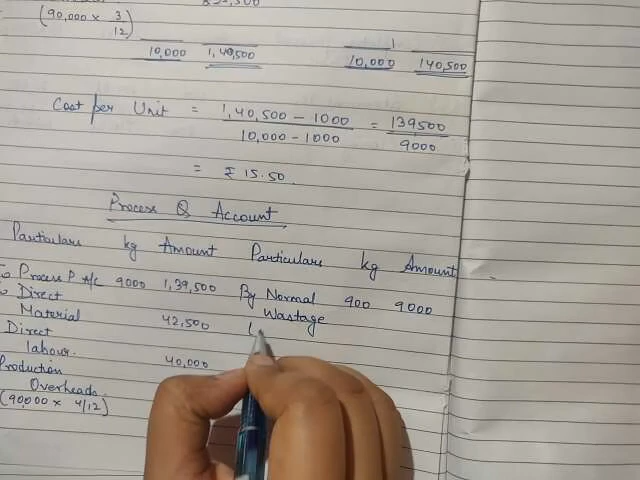 (90,000 × 3/12)
10,000 1,40,500 10,000 140,500
Cost per Unit = 1,40,500 - 1000 / 10,000 - 1000 = 139500 / 9000
= ₹ 15.50
Process Q Account
Particulars kg Amount Particulars kg Amount
To Process P A/c 9000 1,39,500 By Normal 900 9000
To Direct Wastage
Material 42,500
Direct
labour. 40,000
Production
Overheads.
(90,000 × 4/12)